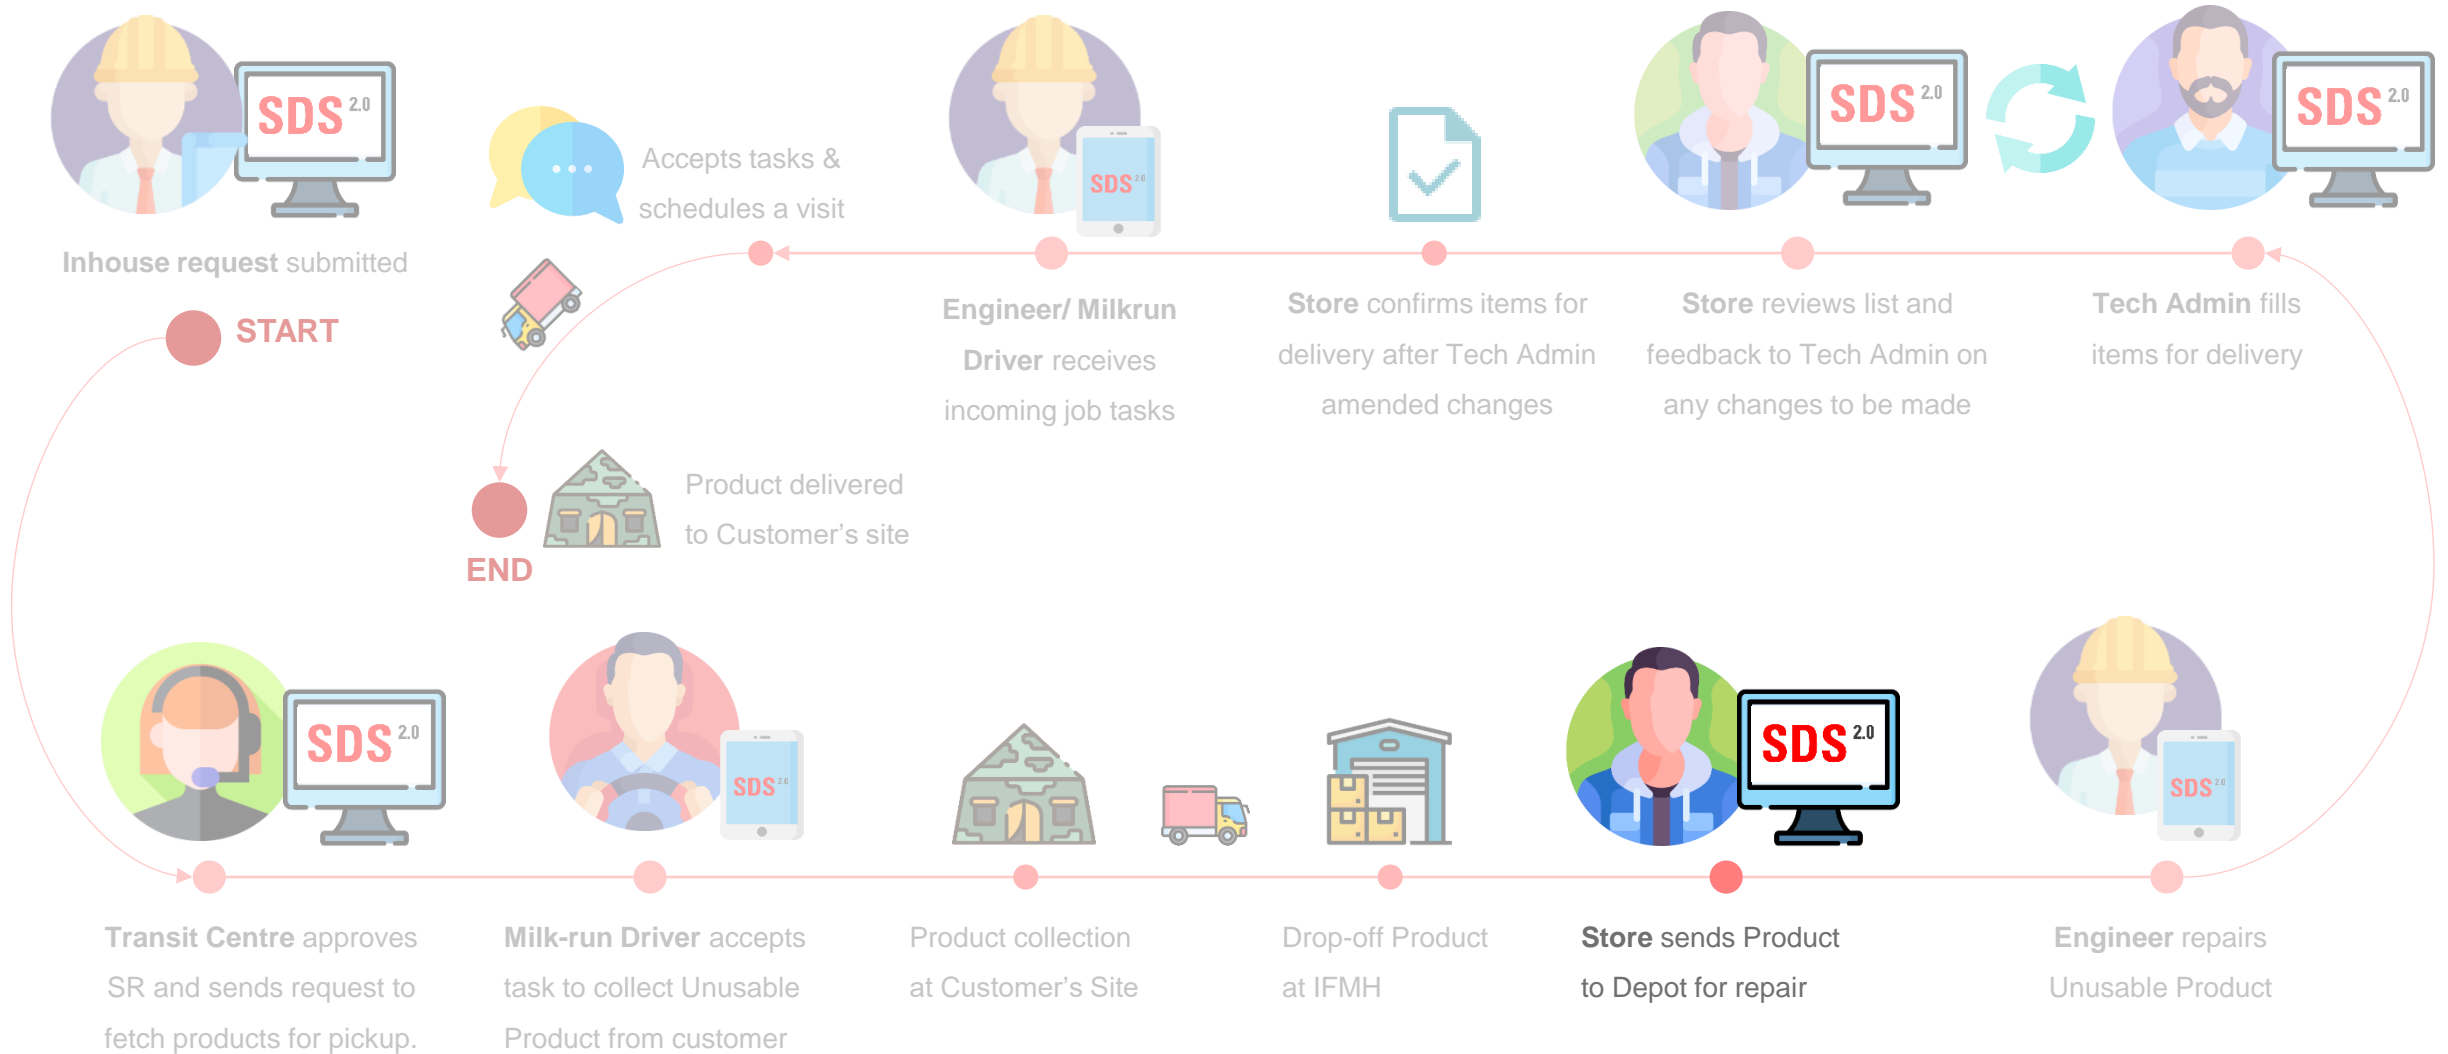 SDS 2.0
Inhouse request submitted
START
Transit Centre approves
SR and sends request to
fetch products for pickup.
SDS 2.0
Milk-run Driver accepts
task to collect Unusable
Product from customer
SDS 2.0
Product collection
at Customer's Site
Drop-off Product
at IFMH
Store sends Product
to Depot for repair
SDS 2.0
Engineer repairs
Unusable Product
SDS 2.0
Tech Admin fills
items for delivery
SDS 2.0
Store reviews list and
feedback to Tech Admin on
any changes to be made
SDS 2.0
Store confirms items for
delivery after Tech Admin
amended changes
Engineer/ Milkrun
Driver receives
incoming job tasks
SDS 2.0
Accepts tasks &
schedules a visit
Product delivered
to Customer’s site
END